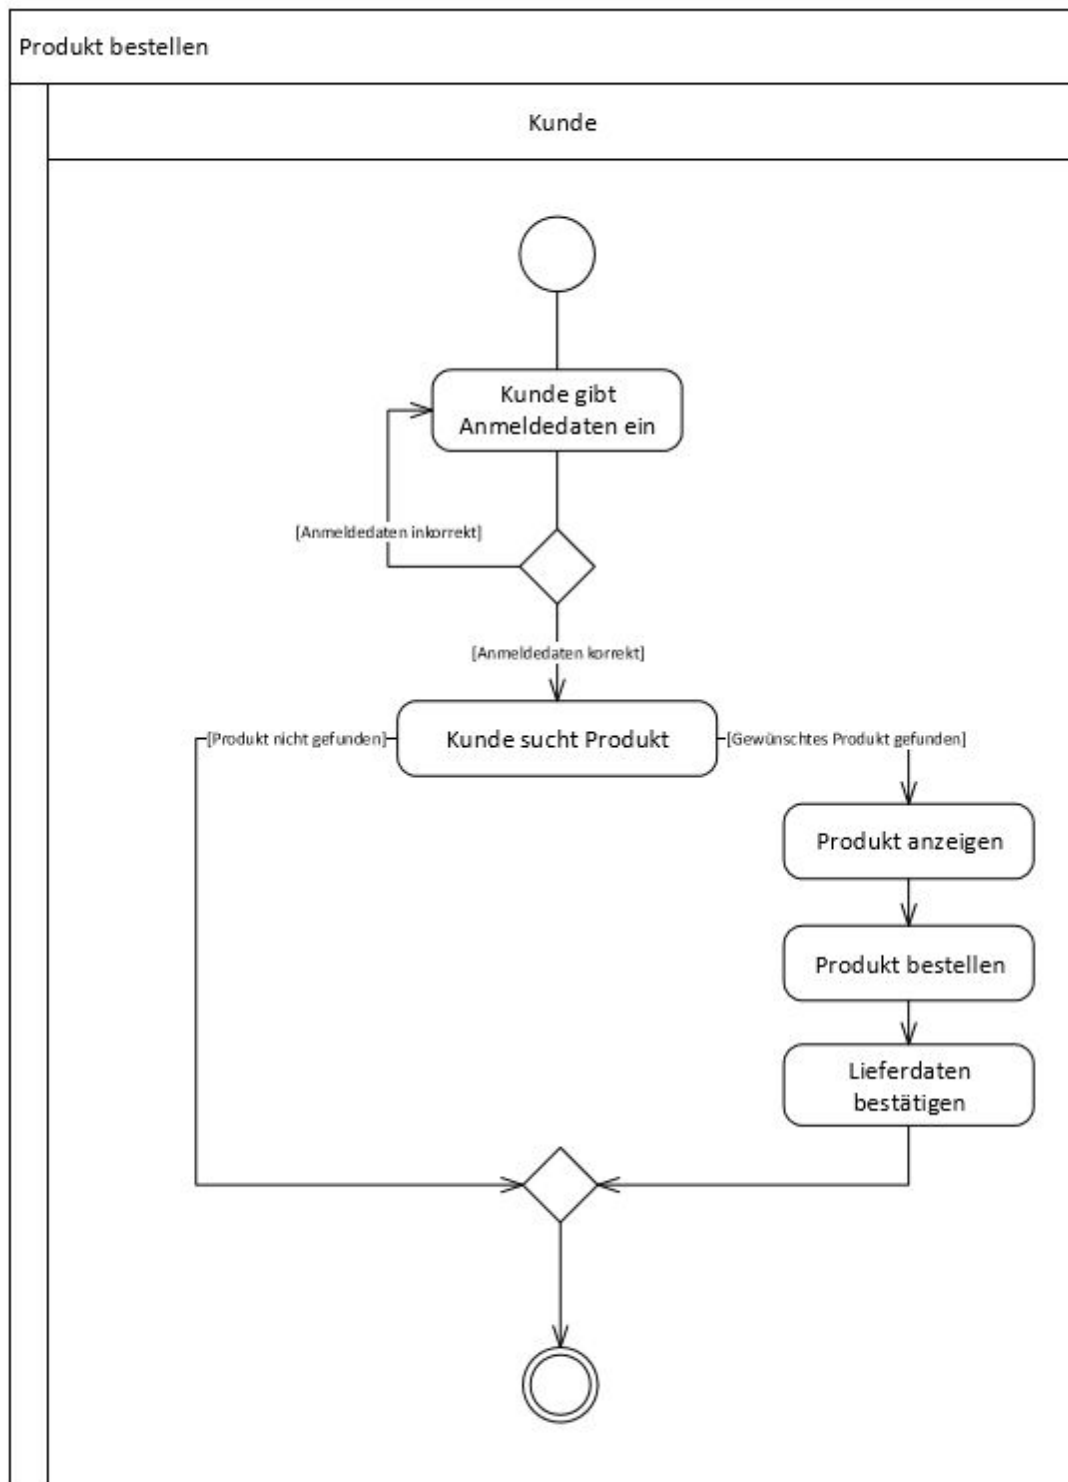 Produkt bestellen
Kunde
Kunde gibt
Anmeldedaten ein
[Anmeldedaten inkorrekt]
[Anmeldedaten korrekt]
[Produkt nicht gefunden]
Kunde sucht Produkt
[Gewünschtes Produkt gefunden]
Produkt anzeigen
Produkt bestellen
Lieferdaten
bestätigen